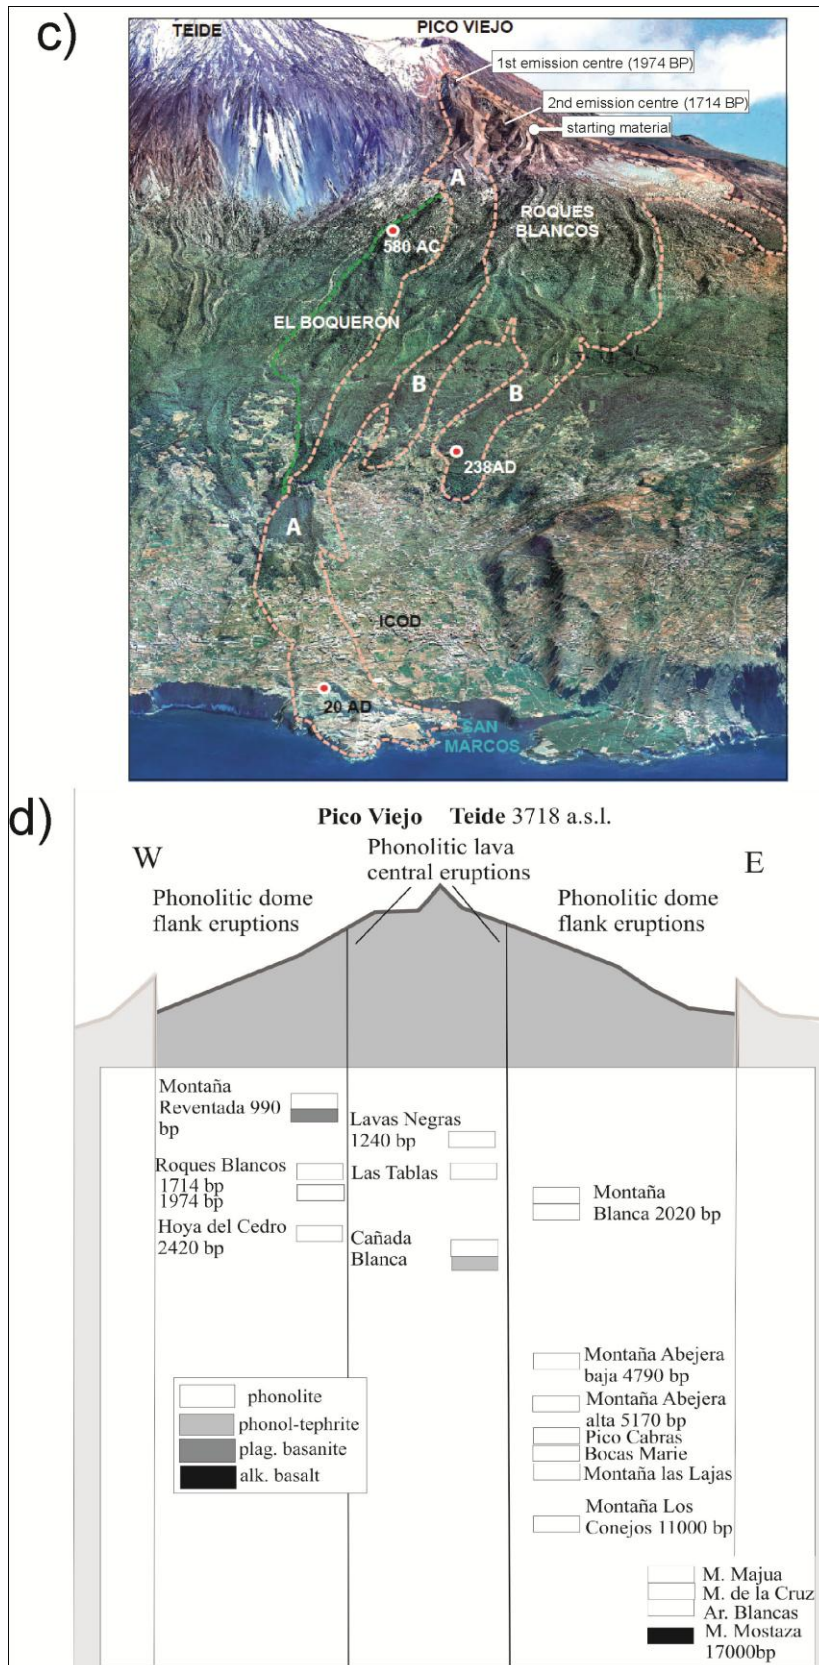 c)
TEIDE
PICO VIEJO
1st emission centre (1974 BP)
2nd emission centre (1714 BP)
starting material
A
ROQUES
BLANCOS
580 AC
EL BOQUERÓN
B
B
238AD
A
ICOD
20 AD
SAN
MARCOS
d)
Pico Viejo Teide 3718 a.s.l.
W
Phonolitic lava
central eruptions
E
Phonolitic dome
flank eruptions
Phonolitic dome
flank eruptions
Montaña
Reventada 990
bp
Lavas Negras
1240 bp
Roques Blancos
1714 bp
1974 bp
Las Tablas
Montaña
Blanca 2020 bp
Hoya del Cedro
2420 bp
Cañada
Blanca
Montaña Abejera
baja 4790 bp
Montaña Abejera
alta 5170 bp
Pico Cabras
Bocas Marie
Montaña las Lajas
Montaña Los
Conejos 11000 bp
phonolite
phonol-tephrite
plag. basanite
alk. basalt
M. Majua
M. de la Cruz
Ar. Blancas
M. Mostaza
17000bp